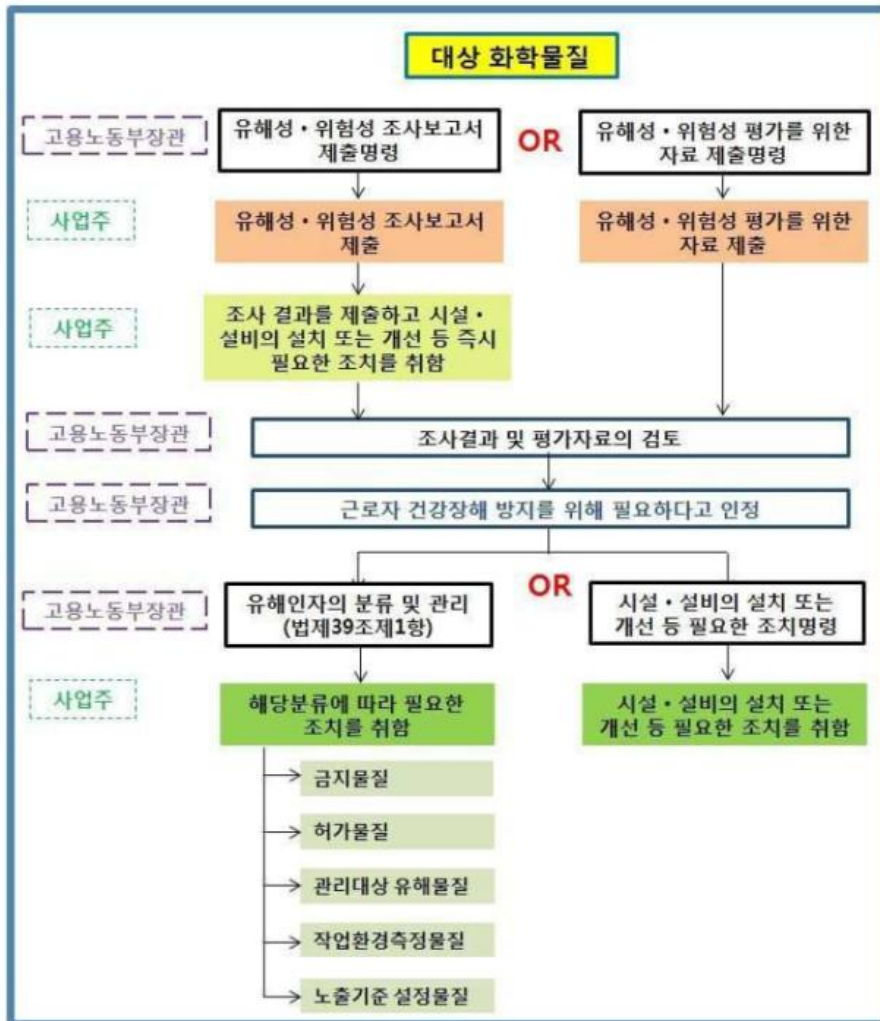 대상 화학물질
고용노동부장관
유해성・위험성 조사보고서
제출명령
OR
유해성・위험성 평가를 위한
자료 제출명령
사업주
유해성・위험성 조사보고서
제출
유해성・위험성 평가를 위한
자료 제출
사업주
조사 결과를 제출하고 시설・
설비의 설치 또는 개선 등 즉시
필요한 조치를 취함
고용노동부장관
조사결과 및 평가자료의 검토
고용노동부장관
근로자 건강장해 방지를 위해 필요하다고 인정
고용노동부장관
유해인자의 분류 및 관리
(법제39조제1항)
OR
시설・설비의 설치 또는
개선 등 필요한 조치명령
사업주
해당분류에 따라 필요한
조치를 취함
시설・설비의 설치 또는
개선 등 필요한 조치를 취함
금지물질
허가물질
관리대상 유해물질
작업환경측정물질
노출기준 설정물질